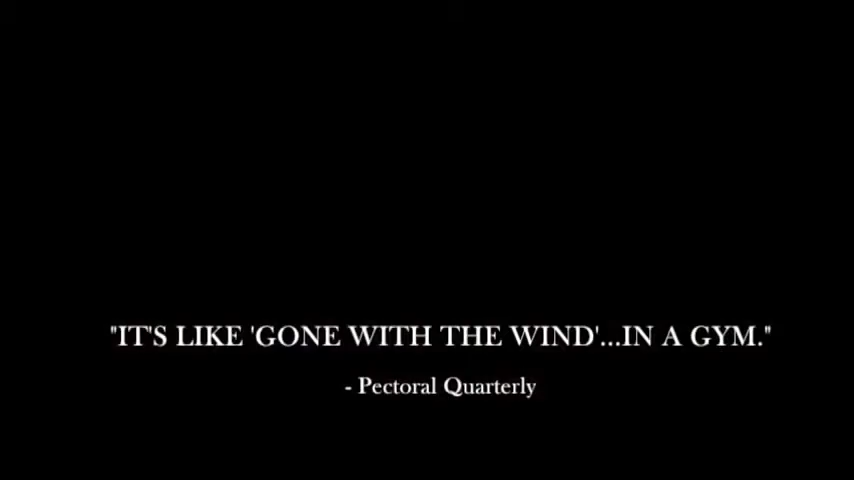 "IT'S LIKE 'GONE WITH THE WIND'...IN A GYM."
- Pectoral Quarterly